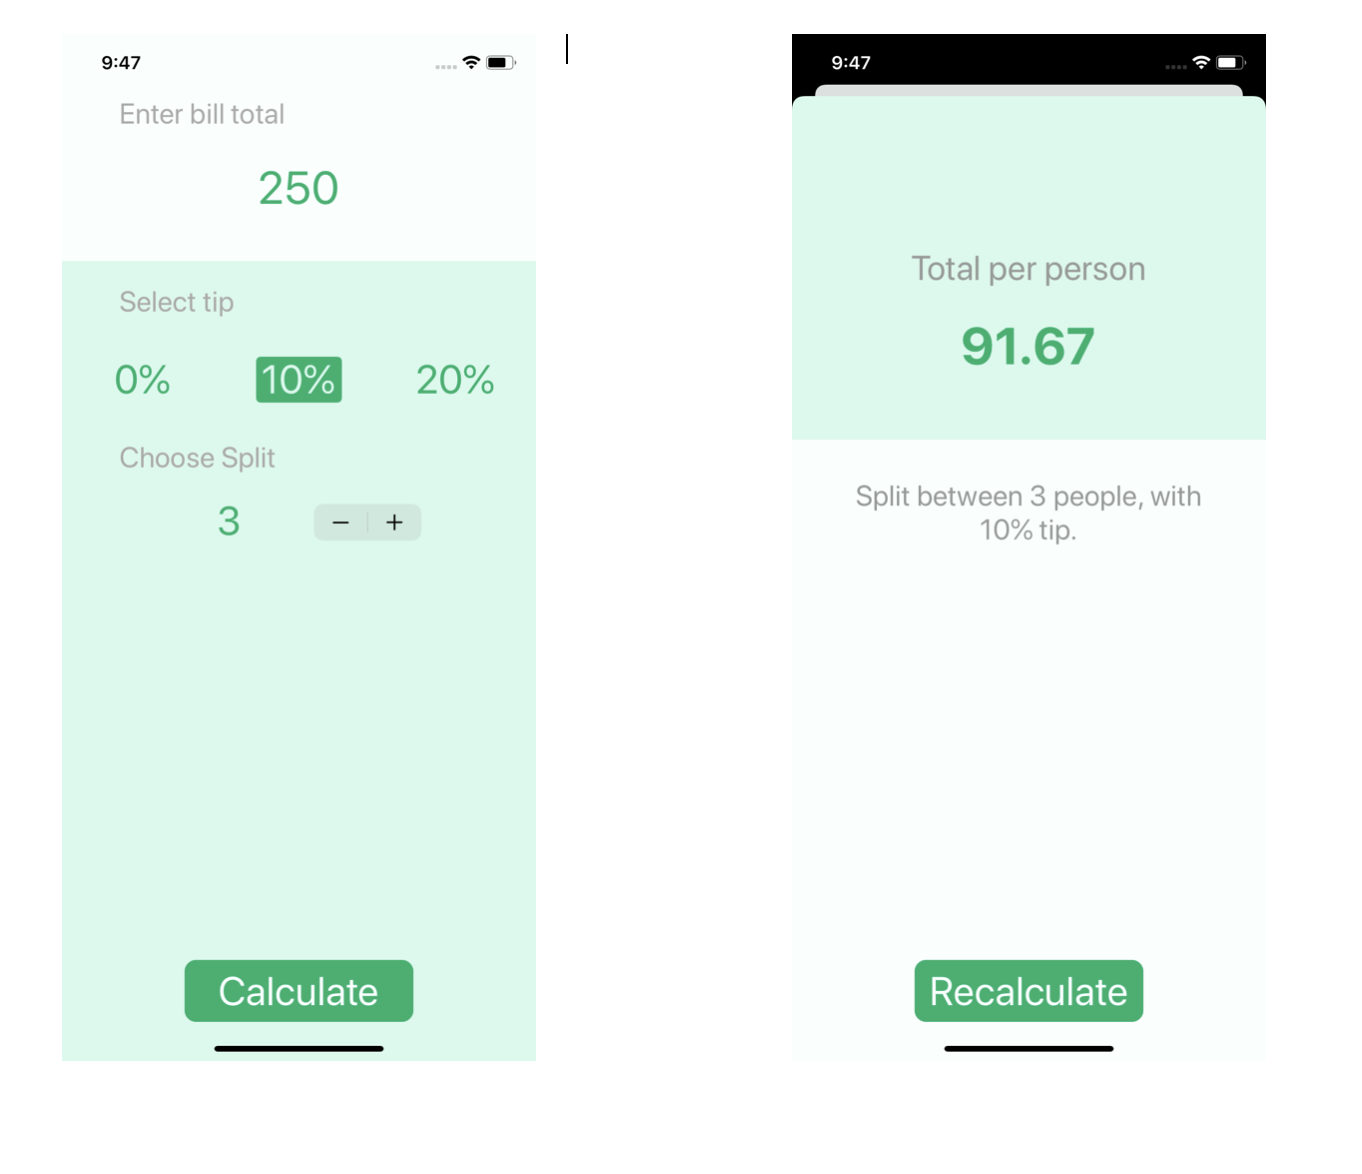 9:47
Enter bill total
250
Select tip
0% 10% 20%
Choose Split
3 − +
Calculate
9:47
Total per person
91.67
Split between 3 people, with
10% tip.
Recalculate